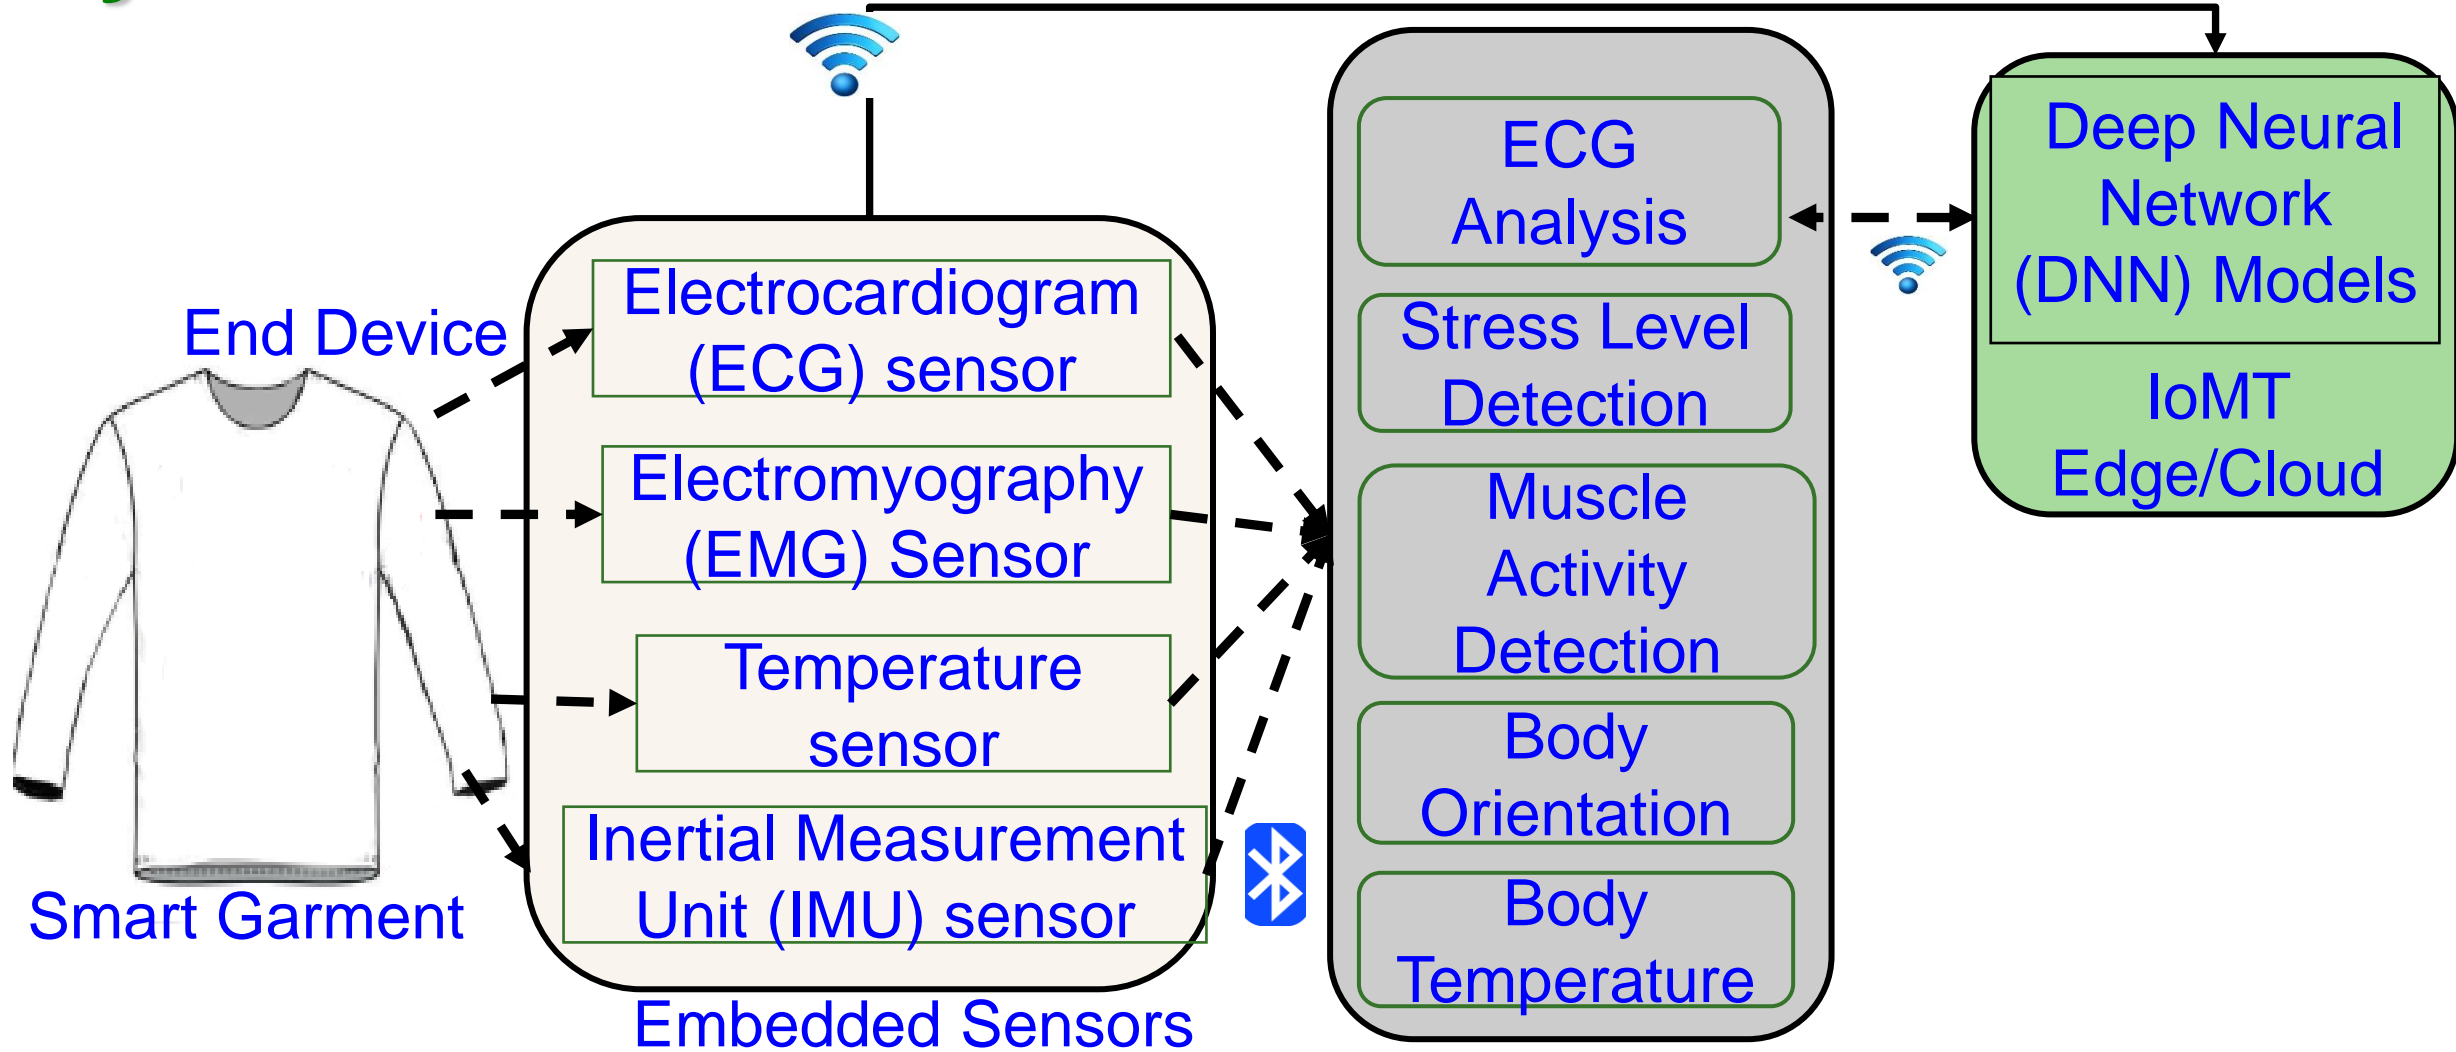 End Device
Smart Garment
Electrocardiogram
(ECG) sensor
Electromyography
(EMG) Sensor
Temperature
sensor
Inertial Measurement
Unit (IMU) sensor
Embedded Sensors
ECG
Analysis
Stress Level
Detection
Muscle
Activity
Detection
Body
Orientation
Body
Temperature
Deep Neural
Network
(DNN) Models
IoMT
Edge/Cloud